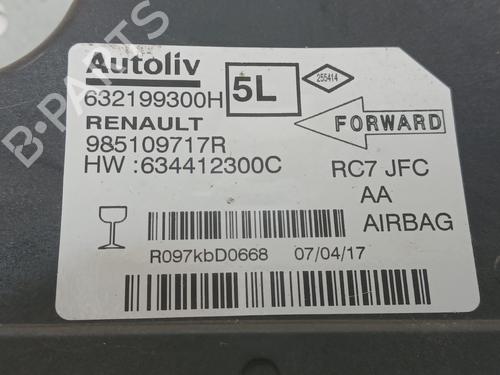 Autoliv
632199300H
5L
255414
RENAULT
985109717R
HW :634412300C
FORWARD
RC7 JFC
AA
AIRBAG
R097kbD0668 07/04/17
B-PARTS